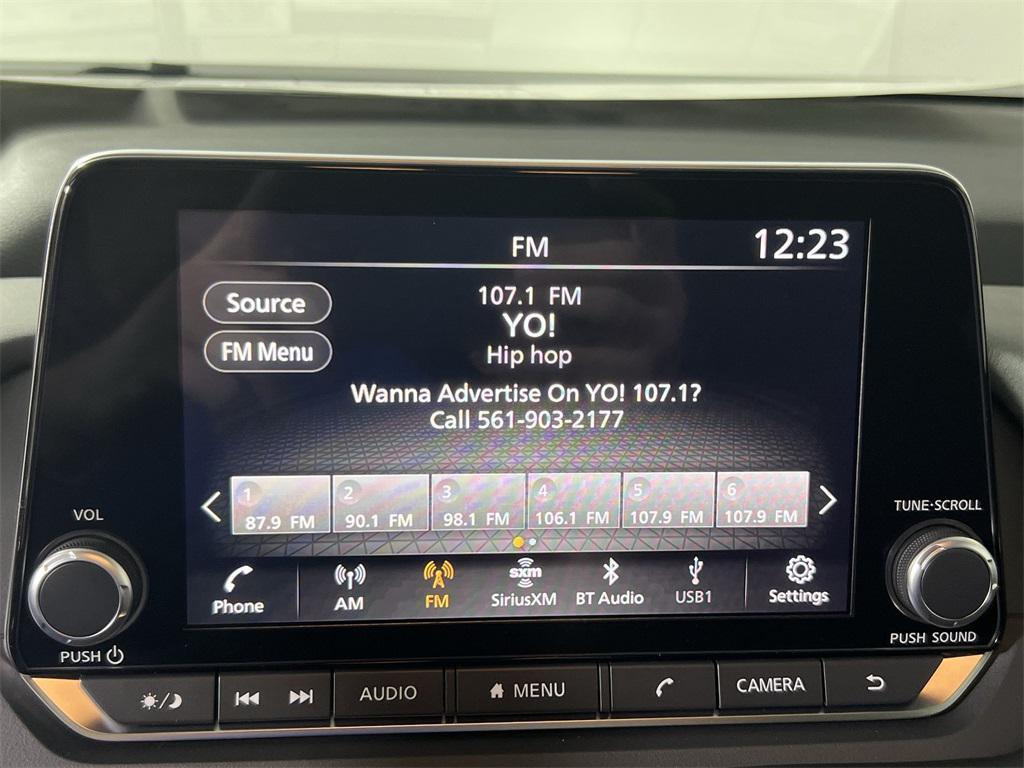 FM
12:23
Source
107.1 FM
YO!
FM Menu
Hip hop
Wanna Advertise On YO! 107.1?
Call 561-903-2177
1
87.9 FM
2
90.1 FM
3
98.1 FM
4
106.1 FM
5
107.9 FM
6
107.9 FM
VOL
TUNE·SCROLL
Phone
AM
FM
sxm
SiriusXM
BT Audio
USB1
Settings
PUSH
PUSH SOUND
AUDIO
MENU
CAMERA